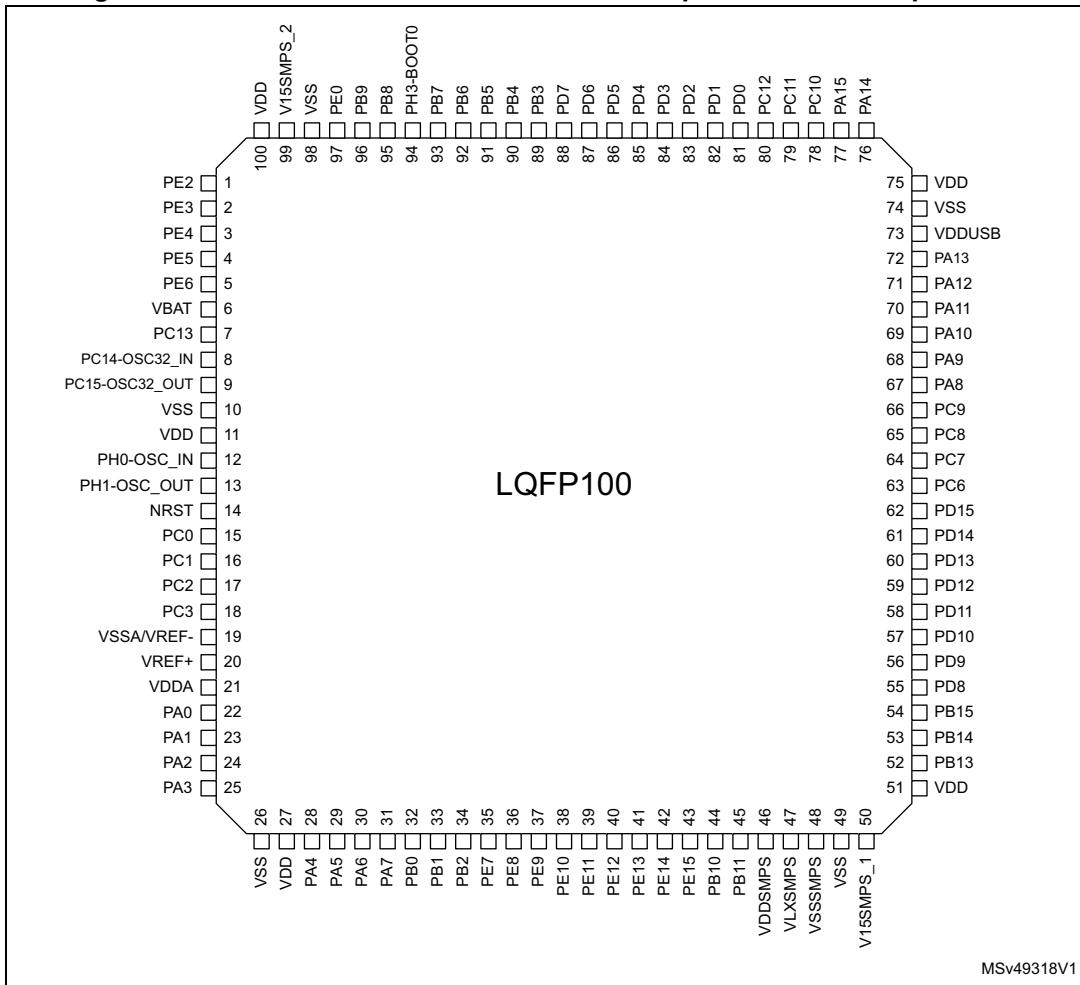 V15SMPS_2
PH3-BOOT0
VDD
VSS
PE0
PB9
PB8
PB7
PB6
PB5
PB4
PB3
PD7
PD6
PD5
PD4
PD3
PD2
PD1
PD0
PC12
PC11
PC10
PA15
PA14
100
99
98
97
96
95
94
93
92
91
90
89
88
87
86
85
84
83
82
81
80
79
78
77
76
PE2 1
PE3 2
PE4 3
PE5 4
PE6 5
VBAT 6
PC13 7
PC14-OSC32_IN 8
PC15-OSC32_OUT 9
VSS 10
VDD 11
PH0-OSC_IN 12
PH1-OSC_OUT 13
NRST 14
PC0 15
PC1 16
PC2 17
PC3 18
VSSA/VREF- 19
VREF+ 20
VDDA 21
PA0 22
PA1 23
PA2 24
PA3 25
LQFP100
75 VDD
74 VSS
73 VDDUSB
72 PA13
71 PA12
70 PA11
69 PA10
68 PA9
67 PA8
66 PC9
65 PC8
64 PC7
63 PC6
62 PD15
61 PD14
60 PD13
59 PD12
58 PD11
57 PD10
56 PD9
55 PD8
54 PB15
53 PB14
52 PB13
51 VDD
26
27
28
29
30
31
32
33
34
35
36
37
38
39
40
41
42
43
44
45
46
47
48
49
50
VSS
VDD
PA4
PA5
PA6
PA7
PB0
PB1
PB2
PE7
PE8
PE9
PE10
PE11
PE12
PE13
PE14
PE15
PB10
PB11
VDDSMPS
VLXSMPS
VSSSMPS
VSS
V15SMPS_1
MSv49318V1